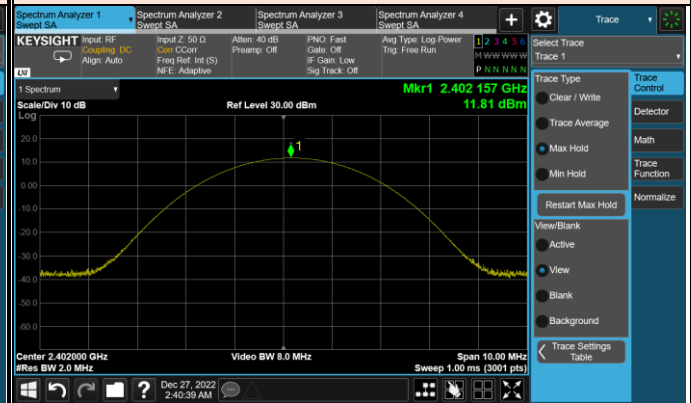 Spectrum Analyzer 1
Swept SA
Spectrum Analyzer 2
Swept SA
Spectrum Analyzer 3
Swept SA
Spectrum Analyzer 4
Swept SA
+
Trace
KEYSIGHT
Input: RF
Coupling: DC
Align: Auto
Input Z: 50 Ω
Corr CCorr
Freq Ref: Int (S)
NFE: Adaptive
Atten: 40 dB
Preamp: Off
PNO: Fast
Gate: Off
IF Gain: Low
Sig Track: Off
Avg Type: Log-Power
Trig: Free Run
1 2 3 4 5 6
M W W W W W
P N N N N N
LXI
Select Trace
Trace 1
1 Spectrum
Scale/Div 10 dB
Ref Level 30.00 dBm
Mkr1 2.402 157 GHz
11.81 dBm
Log
20.0
10.0
0.00
-10.0
-20.0
-30.0
-40.0
-50.0
-60.0
1
Center 2.402000 GHz
#Res BW 2.0 MHz
Video BW 8.0 MHz
Span 10.00 MHz
Sweep 1.00 ms (3001 pts)
Trace Type
Clear / Write
Trace Average
Max Hold
Min Hold
Restart Max Hold
View/Blank
Active
View
Blank
Background
Trace Settings
Table
Trace
Control
Detector
Math
Trace
Function
Normalize
?
Dec 27, 2022
2:40:39 AM